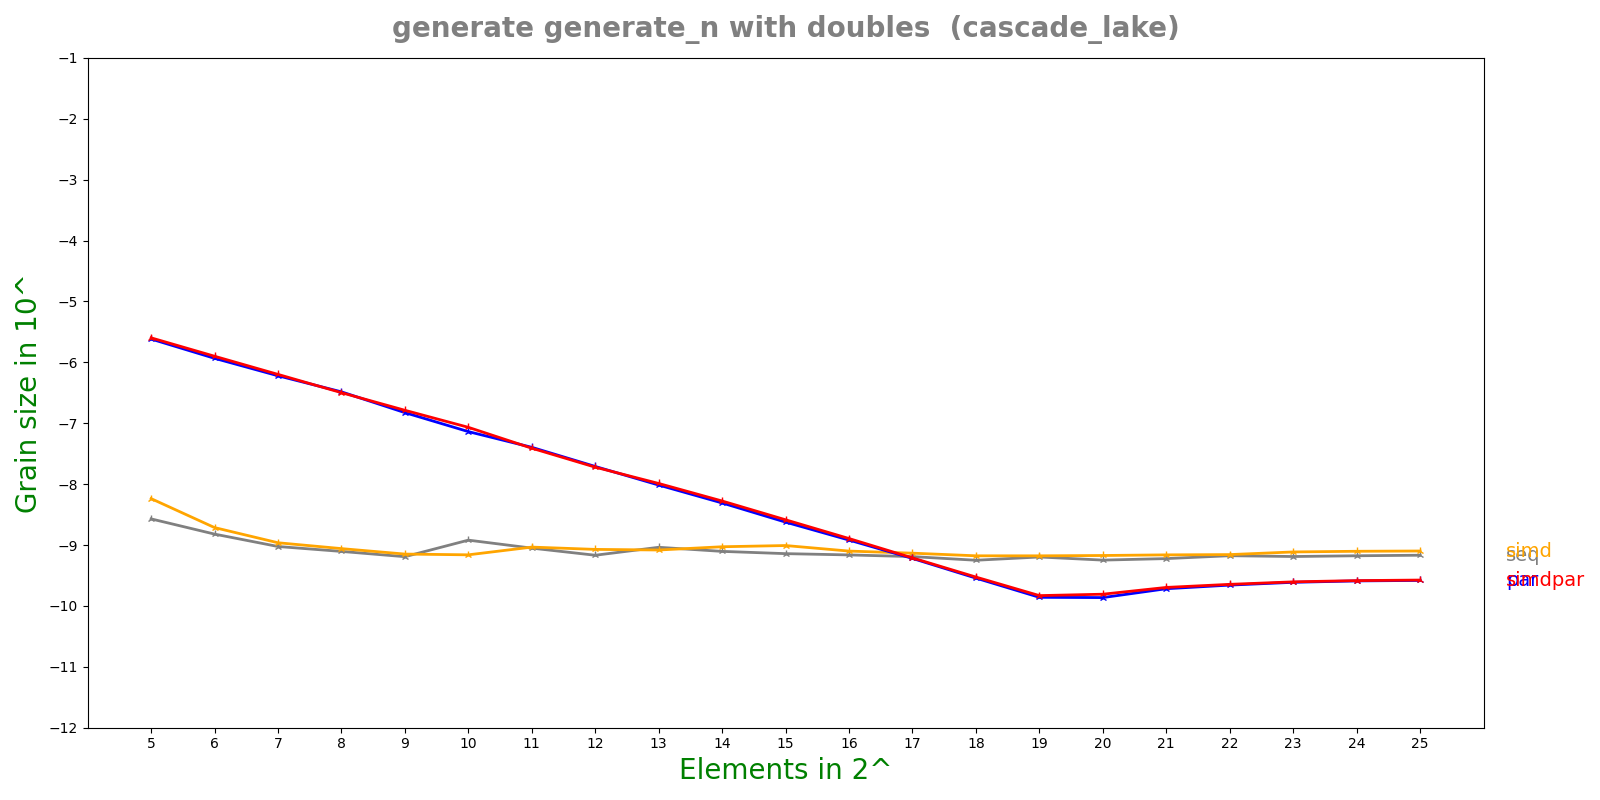 generate generate_n with doubles  (cascade_lake)
−1
−2
−3
−4
−5
−6
−7
−8
−9
−10
−11
−12
Grain size in 10^
simd
seq
par
simdpar
5 6 7 8 9 10 11 12 13 14 15 16 17 18 19 20 21 22 23 24 25
Elements in 2^